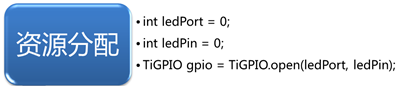 资源分配
• int ledPort = 0;
• int ledPin = 0;
• TiGPIO gpio = TiGPIO.open(ledPort, ledPin);